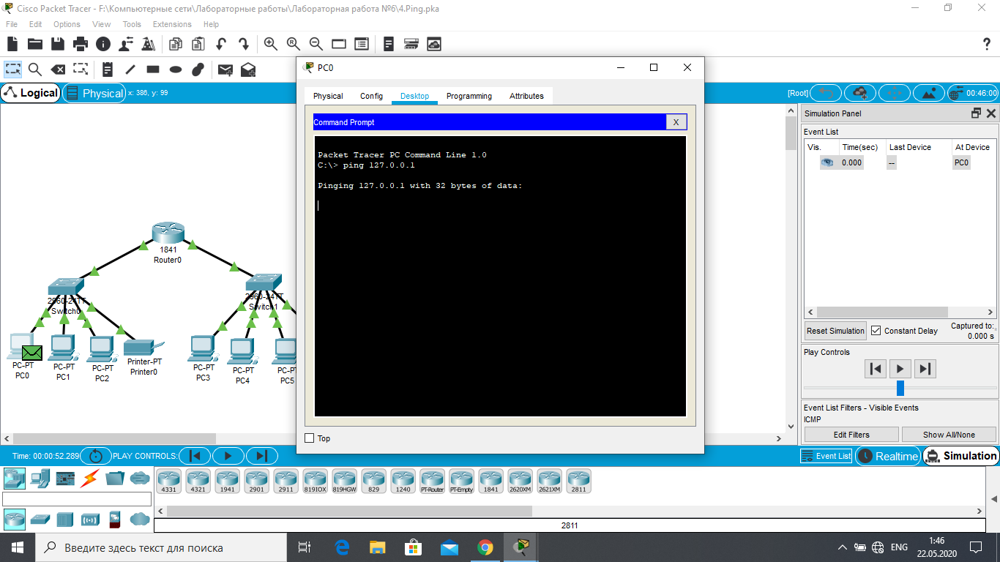 Cisco Packet Tracer - F:\Компьютерные сети\Лабораторные работы\Лабораторная работа №6\4.Ping.pka
File Edit Options View Tools Extensions Help
?
Logical
Physical
x: 386, y: 99
[Root]
00:46:00
PC0
Physical Config Desktop Programming Attributes
Command Prompt
X
Packet Tracer PC Command Line 1.0
C:\> ping 127.0.0.1
Pinging 127.0.0.1 with 32 bytes of data:
Top
1841
Router0
2960-24TT
Switch0
2960-24TT
Switch1
PC-PT
PC0
PC-PT
PC1
PC-PT
PC2
Printer-PT
Printer0
PC-PT
PC3
PC-PT
PC4
PC-PT
PC5
Simulation Panel
Event List
Vis. Time(sec) Last Device At Device
0.000 -- PC0
Reset Simulation
Constant Delay
Captured to:
0.000 s
Play Controls
Event List Filters - Visible Events
ICMP
Edit Filters
Show All/None
Time: 00:00:52.289
PLAY CONTROLS:
Event List
Realtime
Simulation
4331 4321 1941 2901 2911 819IOX 819HGW 829 1240 PT-Router PT-Empty 1841 2620XM 2621XM 2811
2811
Введите здесь текст для поиска
ENG
1:46
22.05.2020